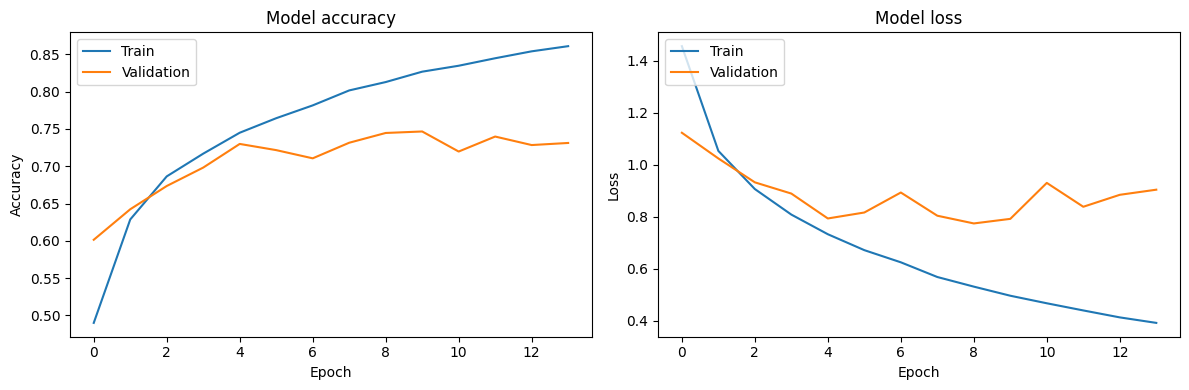 Model accuracy
Train
Validation
Accuracy
0.85
0.80
0.75
0.70
0.65
0.60
0.55
0.50
0 2 4 6 8 10 12
Epoch
Model loss
Train
Validation
Loss
1.4
1.2
1.0
0.8
0.6
0.4
0 2 4 6 8 10 12
Epoch